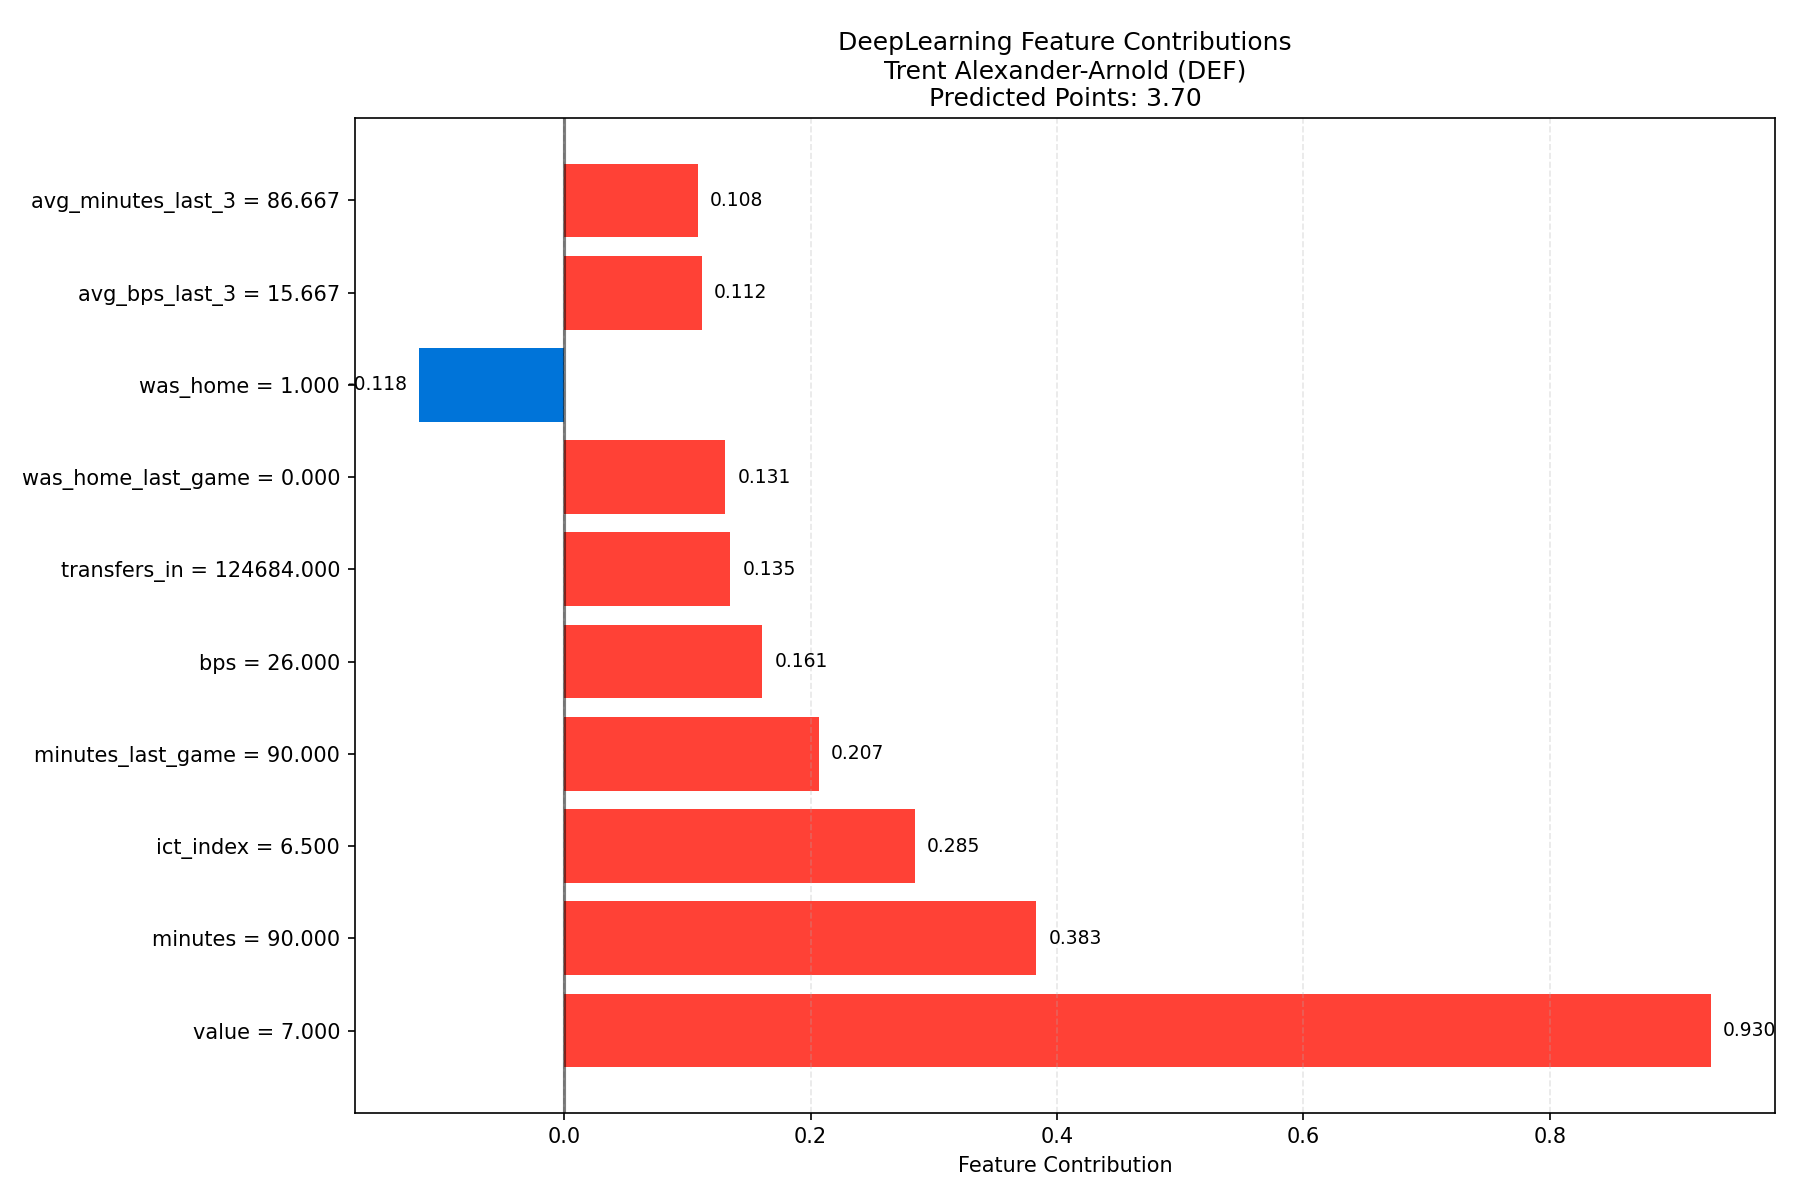 DeepLearning Feature Contributions
Trent Alexander-Arnold (DEF)
Predicted Points: 3.70
avg_minutes_last_3 = 86.667
0.108
avg_bps_last_3 = 15.667
0.112
was_home = 1.000
-0.118
was_home_last_game = 0.000
0.131
transfers_in = 124684.000
0.135
bps = 26.000
0.161
minutes_last_game = 90.000
0.207
ict_index = 6.500
0.285
minutes = 90.000
0.383
value = 7.000
0.930
0.0 0.2 0.4 0.6 0.8
Feature Contribution